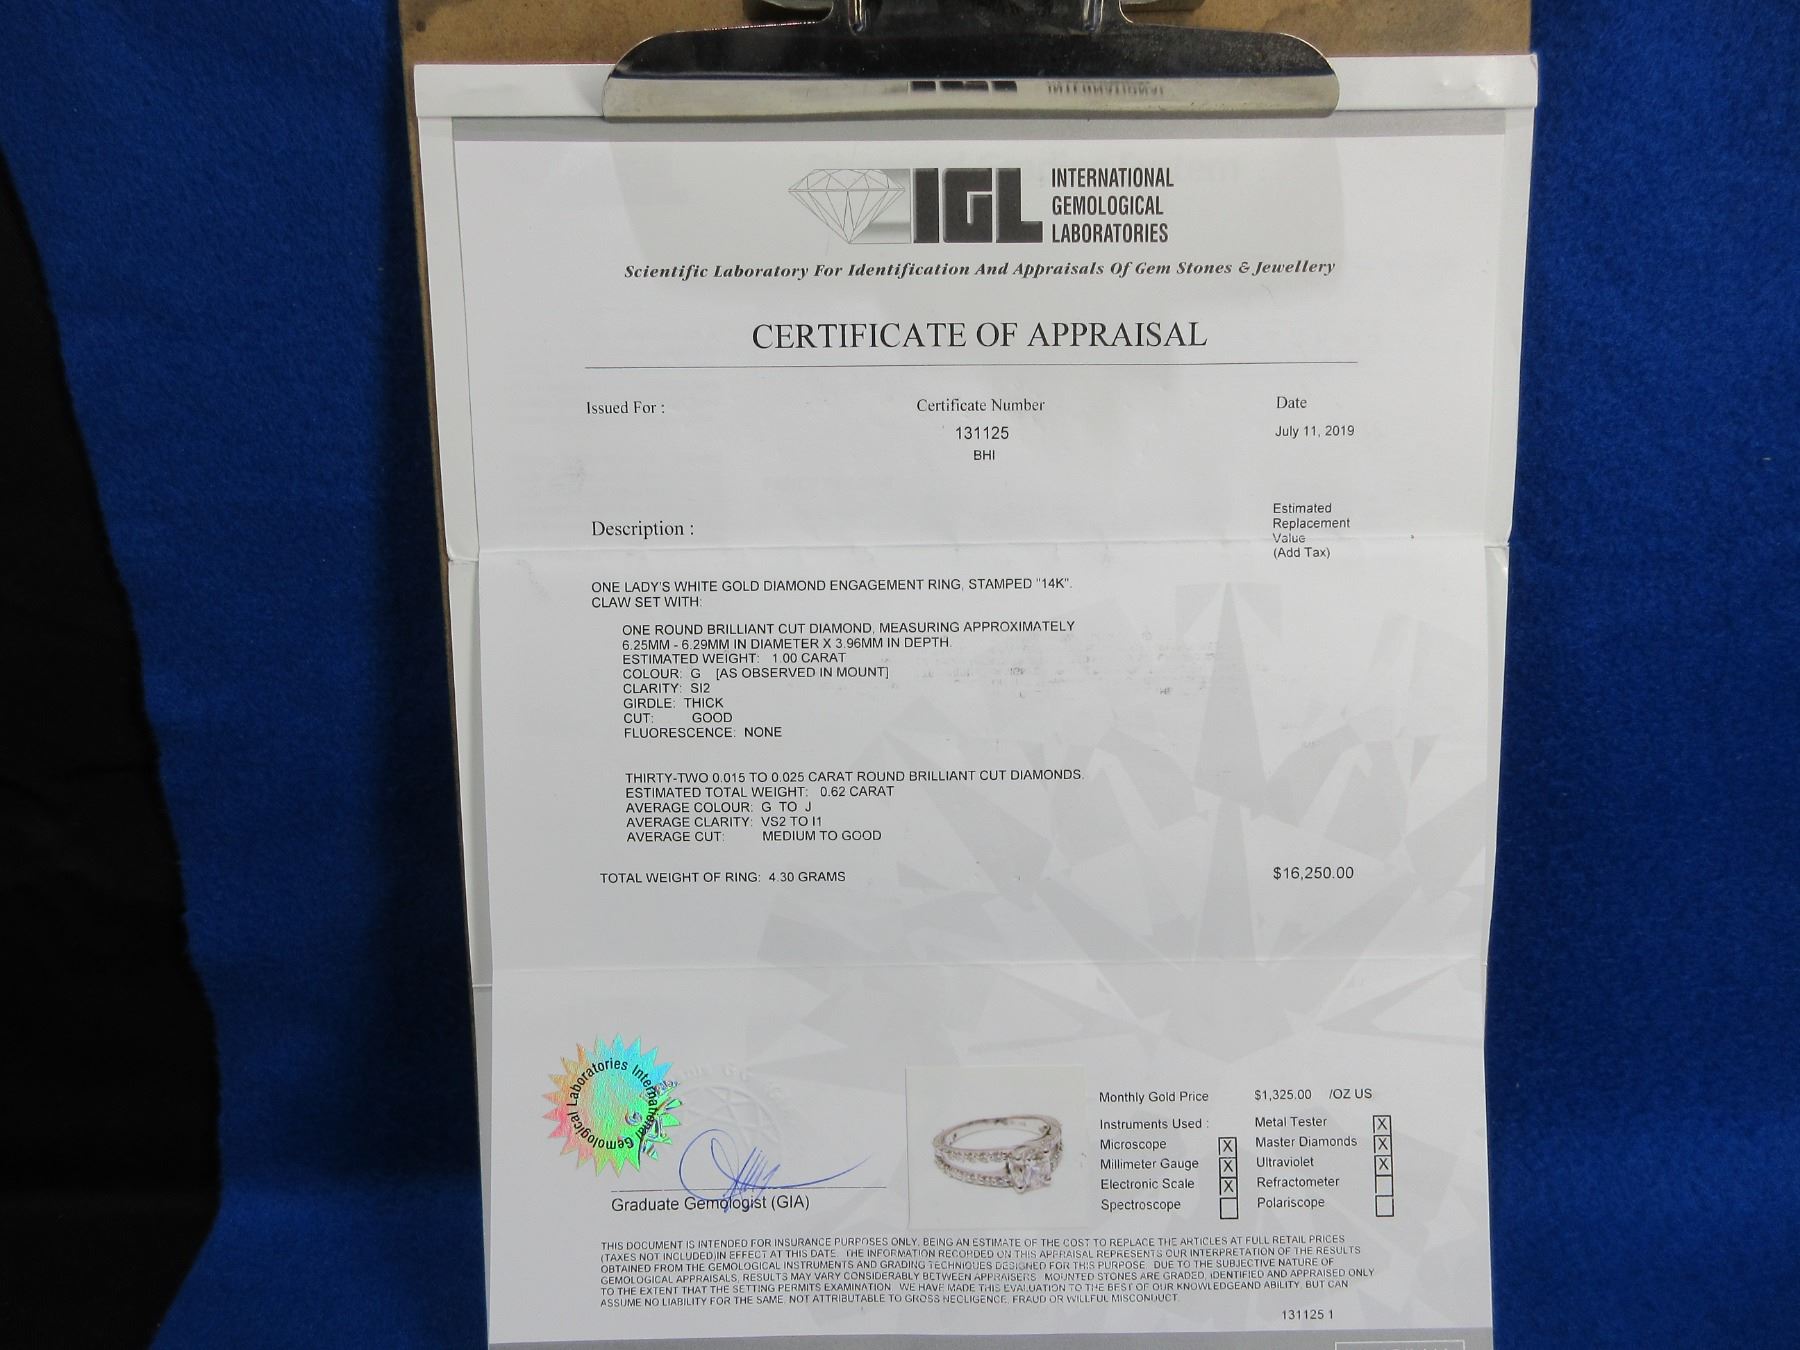 IGL INTERNATIONAL
GEMOLOGICAL
LABORATORIES
Scientific Laboratory For Identification And Appraisals Of Gem Stones & Jewellery
CERTIFICATE OF APPRAISAL
Issued For :
Certificate Number
Date
131125
July 11, 2019
BHI
Description :
Estimated
Replacement
Value
(Add Tax)
ONE LADY'S WHITE GOLD DIAMOND ENGAGEMENT RING, STAMPED "14K".
CLAW SET WITH:
ONE ROUND BRILLIANT CUT DIAMOND, MEASURING APPROXIMATELY
6.25MM - 6.29MM IN DIAMETER X 3.96MM IN DEPTH.
ESTIMATED WEIGHT: 1.00 CARAT
COLOUR: G [AS OBSERVED IN MOUNT]
CLARITY: SI2
GIRDLE: THICK
CUT: GOOD
FLUORESCENCE: NONE
THIRTY-TWO 0.015 TO 0.025 CARAT ROUND BRILLIANT CUT DIAMONDS.
ESTIMATED TOTAL WEIGHT: 0.62 CARAT
AVERAGE COLOUR: G TO J
AVERAGE CLARITY: VS2 TO I1
AVERAGE CUT: MEDIUM TO GOOD
TOTAL WEIGHT OF RING: 4.30 GRAMS $16,250.00
International Gemological Laboratories
Graduate Gemologist (GIA)
Monthly Gold Price $1,325.00 /OZ US
Instruments Used : Metal Tester X
Microscope X Master Diamonds X
Millimeter Gauge X Ultraviolet X
Electronic Scale X Refractometer
Spectroscope Polariscope
THIS DOCUMENT IS INTENDED FOR INSURANCE PURPOSES ONLY, BEING AN ESTIMATE OF THE COST TO REPLACE THE ARTICLES AT FULL RETAIL PRICES
(TAXES NOT INCLUDED)IN EFFECT AT THIS DATE. THE INFORMATION RECORDED ON THIS APPRAISAL REPRESENTS OUR INTERPRETATION OF THE RESULTS
OBTAINED FROM THE GEMOLOGICAL INSTRUMENTS AND GRADING TECHNIQUES DESIGNED FOR THIS PURPOSE. DUE TO THE SUBJECTIVE NATURE OF
GEMOLOGICAL APPRAISALS, RESULTS MAY VARY CONSIDERABLY BETWEEN APPRAISERS. MOUNTED STONES ARE GRADED, IDENTIFIED AND APPRAISED ONLY
TO THE EXTENT THAT THE SETTING PERMITS EXAMINATION. WE HAVE MADE THIS EVALUATION TO THE BEST OF OUR KNOWLEDGEAND ABILITY, BUT CAN
ASSUME NO LIABILITY FOR THE SAME, NOT ATTRIBUTABLE TO GROSS NEGLIGENCE, FRAUD OR WILLFUL MISCONDUCT.
131125 1